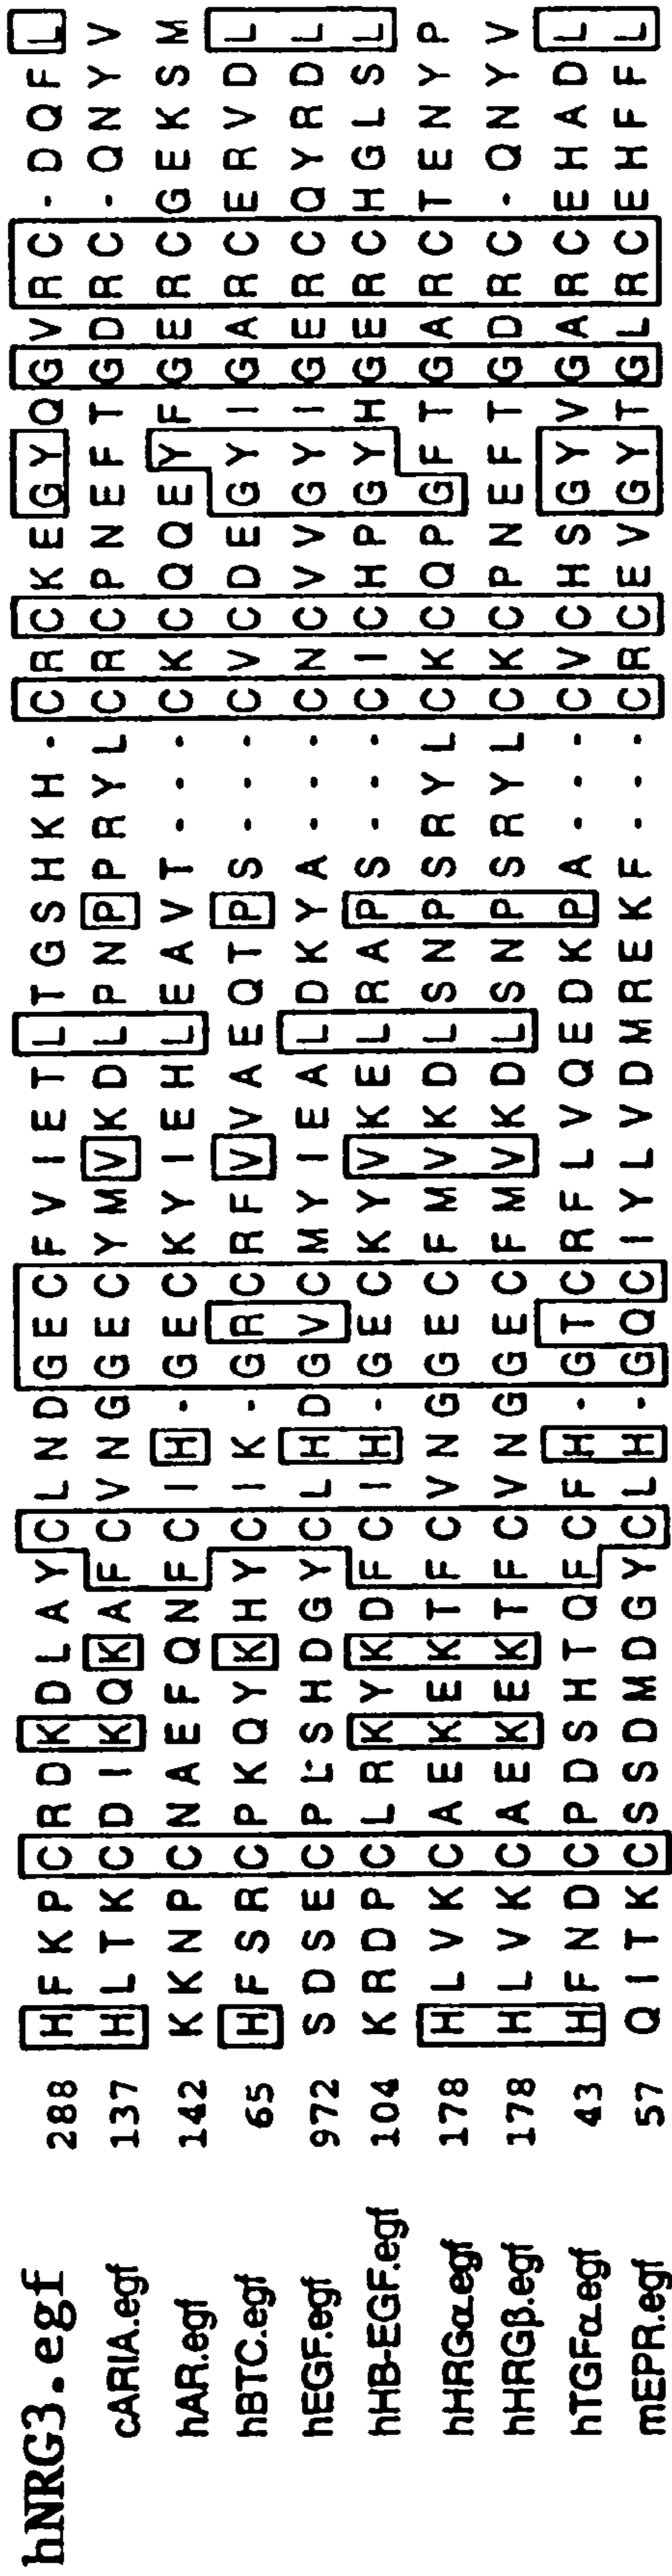 hNRG3.egf 288 H F K P C R D K D L A Y C L N D G E C F V I E T L T G S H K H - C R C K E G Y Q G V R C - D Q F L
cARIA.egf 137 H L T K C D I K Q K A F C V N G G E C Y M V K D L P N P P R Y L C R C P N E F T G D R C - Q N Y V
hAR.egf 142 K K N P C N A E F Q N F C I H - G E C K Y I E H L E A V T - - - C K C Q Q E Y F G E R C G E K S M
hBTC.egf 65 H F S R C P K Q Y K H Y C I K - G R C R F V V A E Q T P S - - - C V C D E G Y I G A R C E R V D L
hEGF.egf 972 S D S E C P L S H D G Y C L H D G V C M Y I E A L D K Y A - - - C N C V V G Y I G E R C Q Y R D L
hHB-EGF.egf 104 K R D P C L R K Y K D F C I H - G E C K Y V K E L R A P S - - - C I C H P G Y H G E R C H G L S L
hHRGα.egf 178 H L V K C A E K E K T F C V N G G E C F M V K D L S N P S R Y L C K C Q P G F T G A R C T E N Y P
hHRGβ.egf 178 H L V K C A E K E K T F C V N G G E C F M V K D L S N P S R Y L C K C P N E F T G D R C - Q N Y V
hTGFα.egf 43 H F N D C P D S H T Q F C F H - G T C R F L V Q E D K P A - - - C V C H S G Y V G A R C E H A D L
mEPR.egf 57 Q I T K C S S D M D G Y C L H - G Q C I Y L V D M R E K F - - - C R C E V G Y T G L R C E H F F L